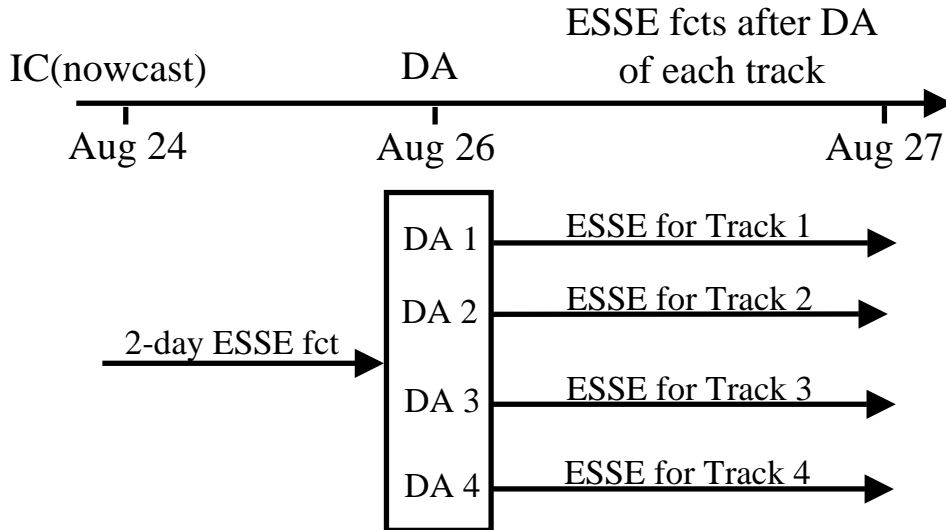 ESSE fcts after DA
of each track
IC(nowcast)
DA
Aug 24
Aug 26
Aug 27
DA 1
ESSE for Track 1
DA 2
ESSE for Track 2
2-day ESSE fct
DA 3
ESSE for Track 3
DA 4
ESSE for Track 4